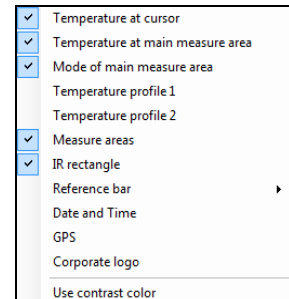 Temperature at cursor
Temperature at main measure area
Mode of main measure area
Temperature profile 1
Temperature profile 2
Measure areas
IR rectangle
Reference bar
Date and Time
GPS
Corporate logo
Use contrast color